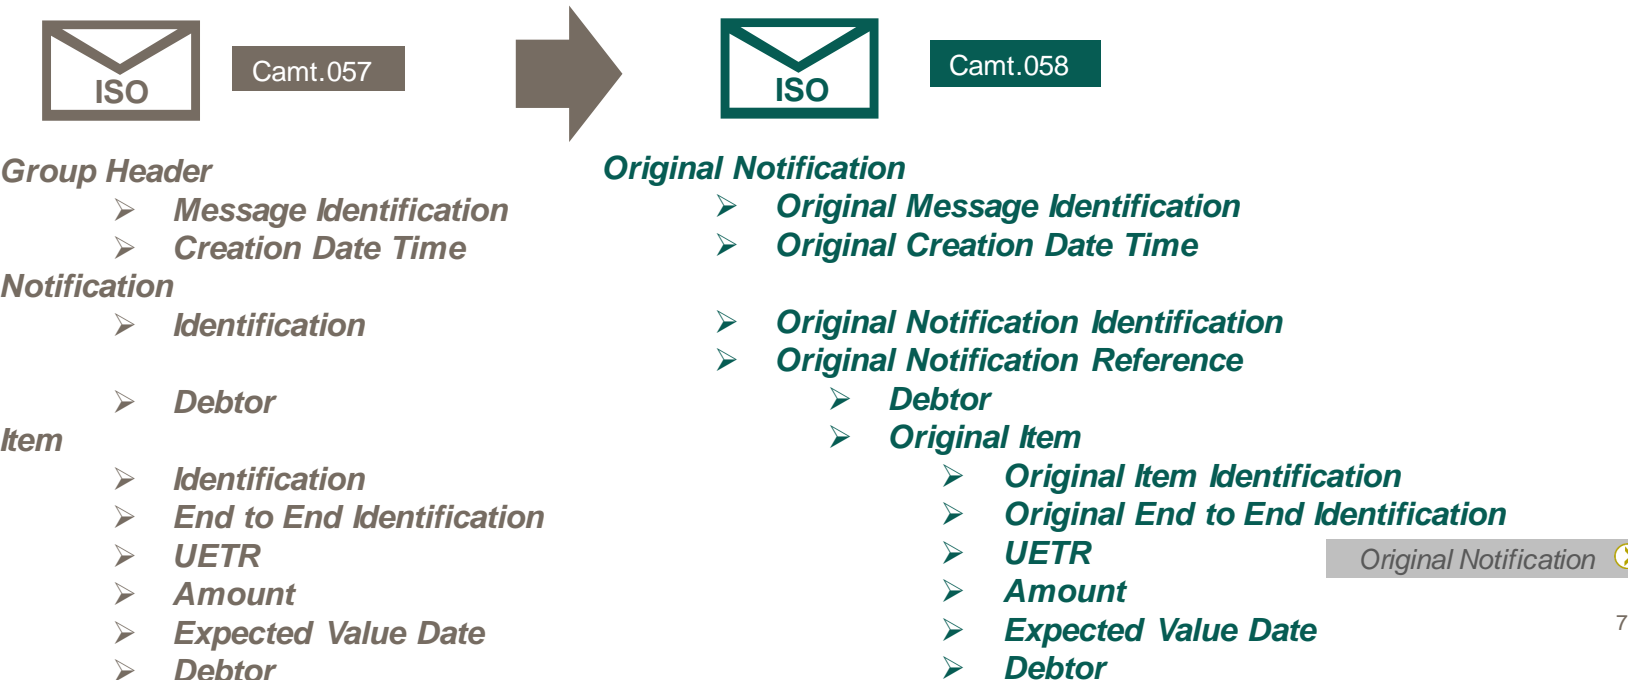 ISO
Camt.057
ISO
Camt.058
Group Header
➢ Message Identification
➢ Creation Date Time
Notification
➢ Identification
➢ Debtor
Item
➢ Identification
➢ End to End Identification
➢ UETR
➢ Amount
➢ Expected Value Date
➢ Debtor
Original Notification
➢ Original Message Identification
➢ Original Creation Date Time
➢ Original Notification Identification
➢ Original Notification Reference
➢ Debtor
➢ Original Item
➢ Original Item Identification
➢ Original End to End Identification
➢ UETR
➢ Amount
➢ Expected Value Date
➢ Debtor
Original Notification
7